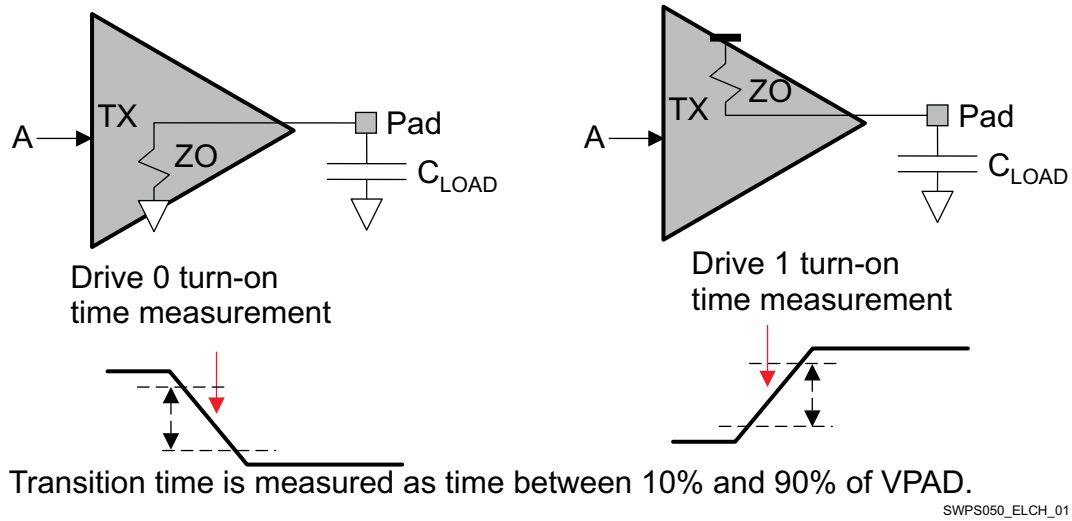 TX
A
ZO
Pad
CLOAD
Drive 0 turn-on
time measurement
TX
A
ZO
Pad
CLOAD
Drive 1 turn-on
time measurement
Transition time is measured as time between 10% and 90% of VPAD.
SWPS050_ELCH_01